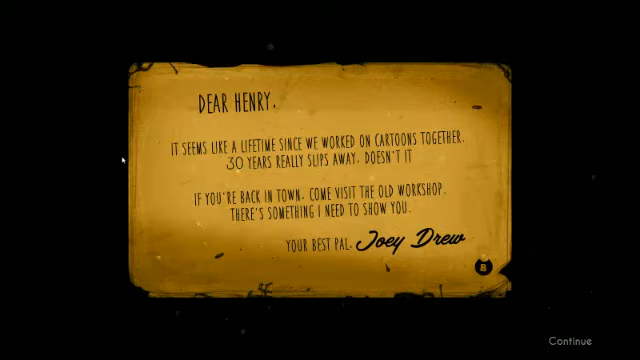 DEAR HENRY,
IT SEEMS LIKE A LIFETIME SINCE WE WORKED ON CARTOONS TOGETHER.
30 YEARS REALLY SLIPS AWAY, DOESN'T IT
IF YOU'RE BACK IN TOWN, COME VISIT THE OLD WORKSHOP.
THERE'S SOMETHING I NEED TO SHOW YOU.
YOUR BEST PAL, Joey Drew
B
Continue